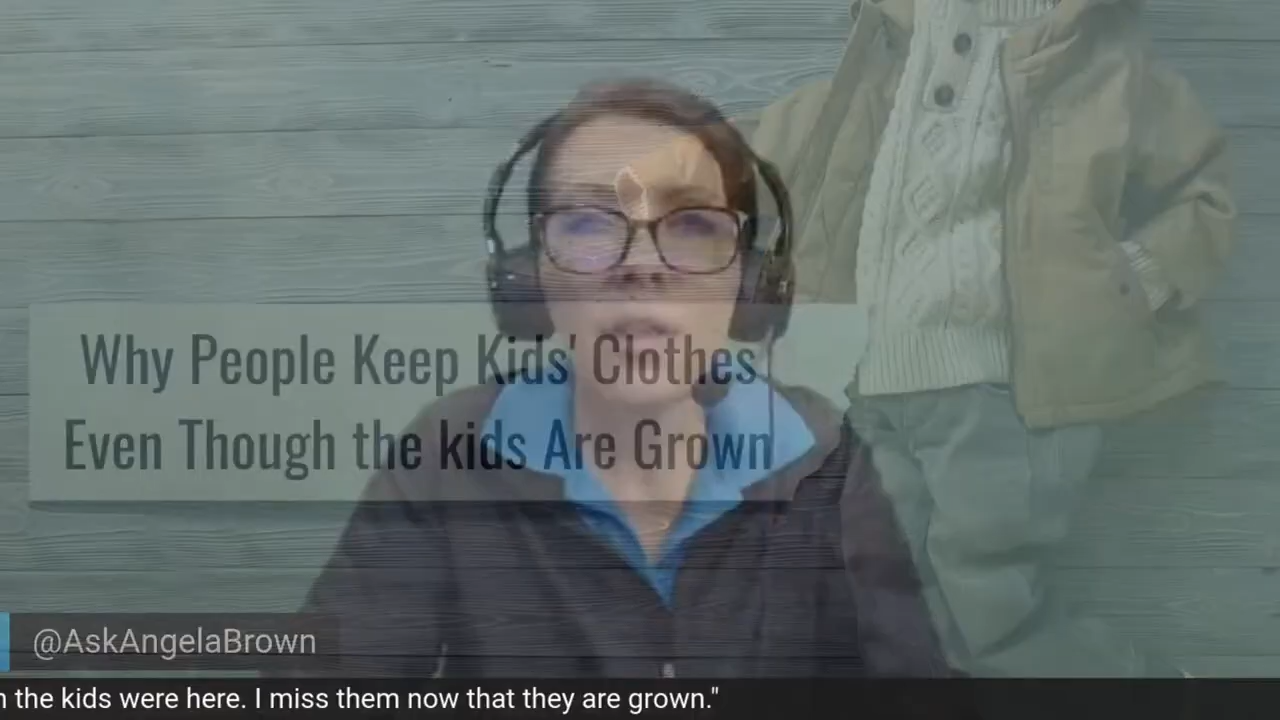 Why People Keep Kids' Clothes
Even Though the kids Are Grown
@AskAngelaBrown
the kids were here. I miss them now that they are grown."